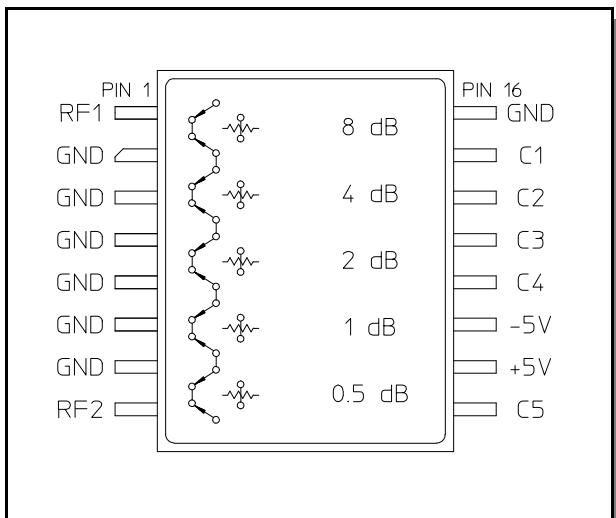 PIN 1 PIN 16
RF1 8 dB GND
GND C1
GND 4 dB C2
GND 2 dB C3
GND C4
GND 1 dB -5V
GND +5V
RF2 0.5 dB C5